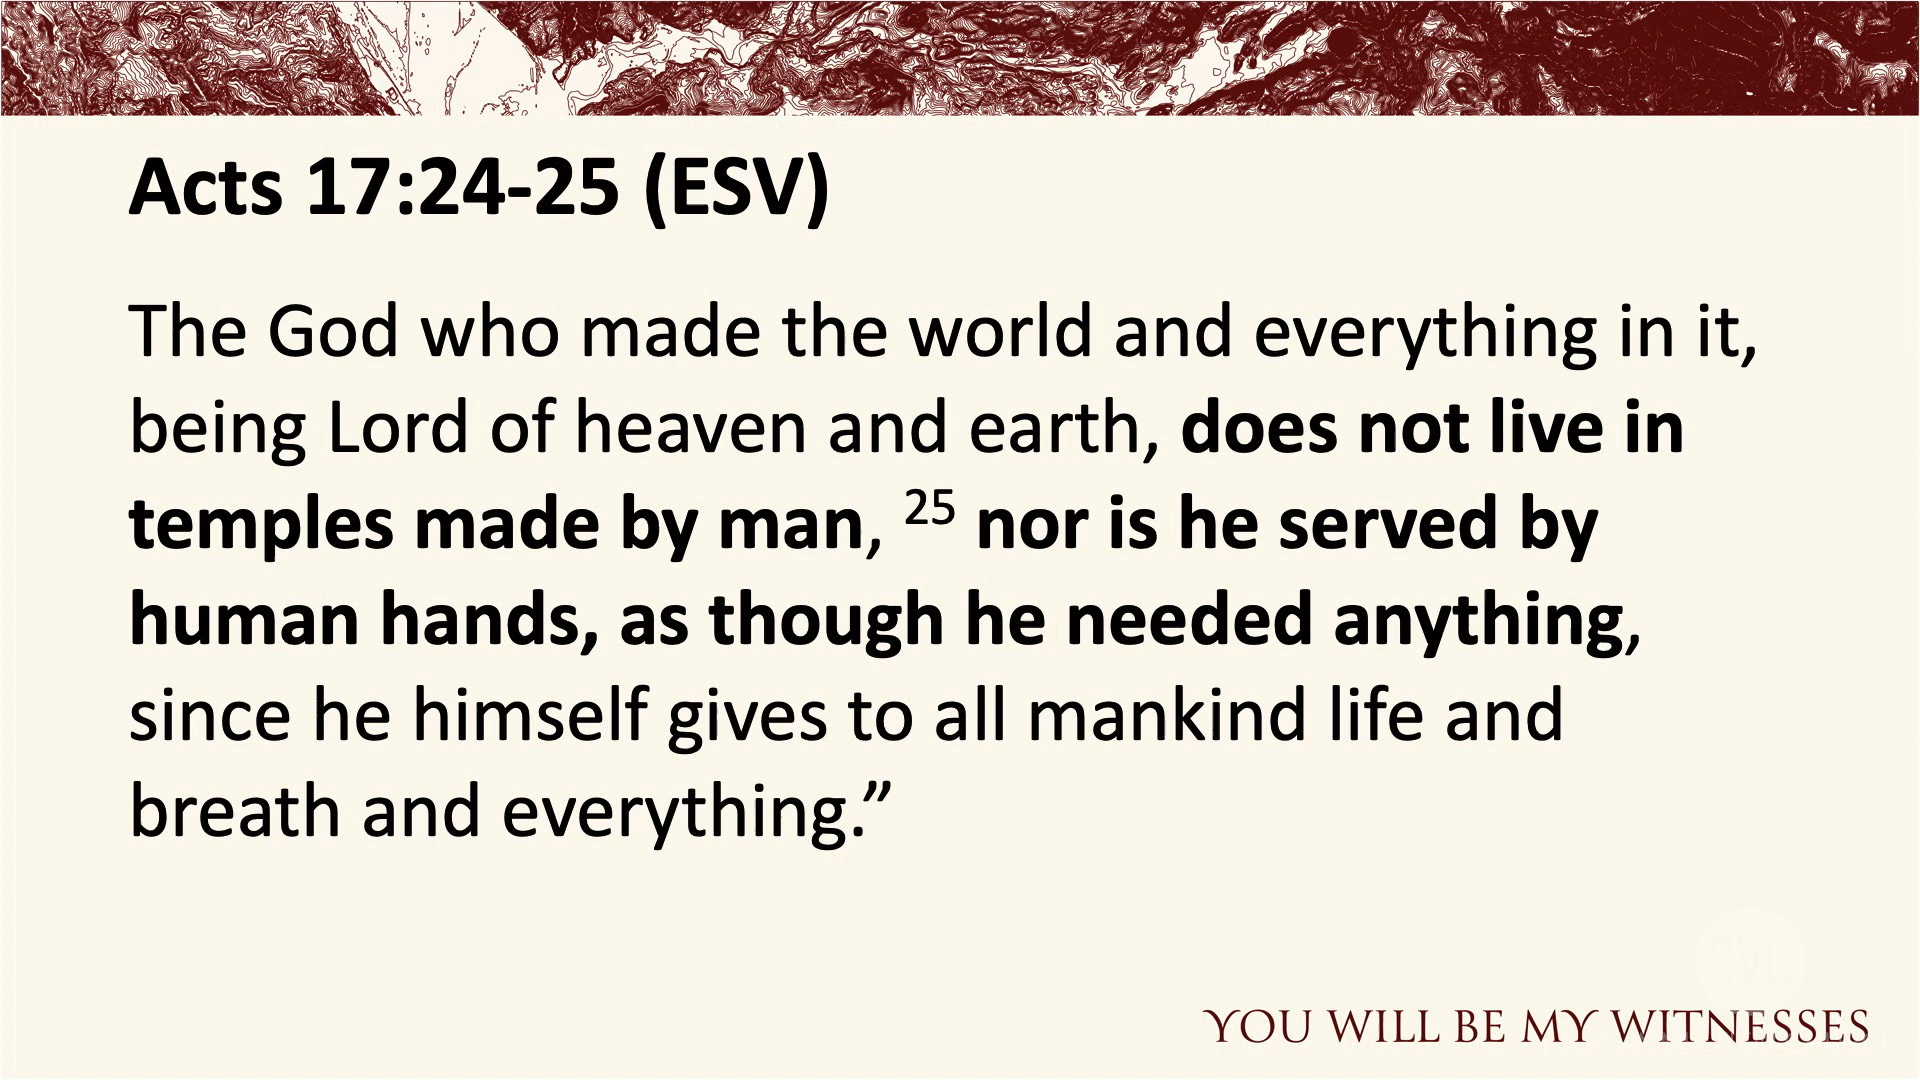 Acts 17:24-25 (ESV)
The God who made the world and everything in it,
being Lord of heaven and earth, does not live in
temples made by man, 25 nor is he served by
human hands, as though he needed anything,
since he himself gives to all mankind life and
breath and everything.”
SVC
YOU WILL BE MY WITNESSES